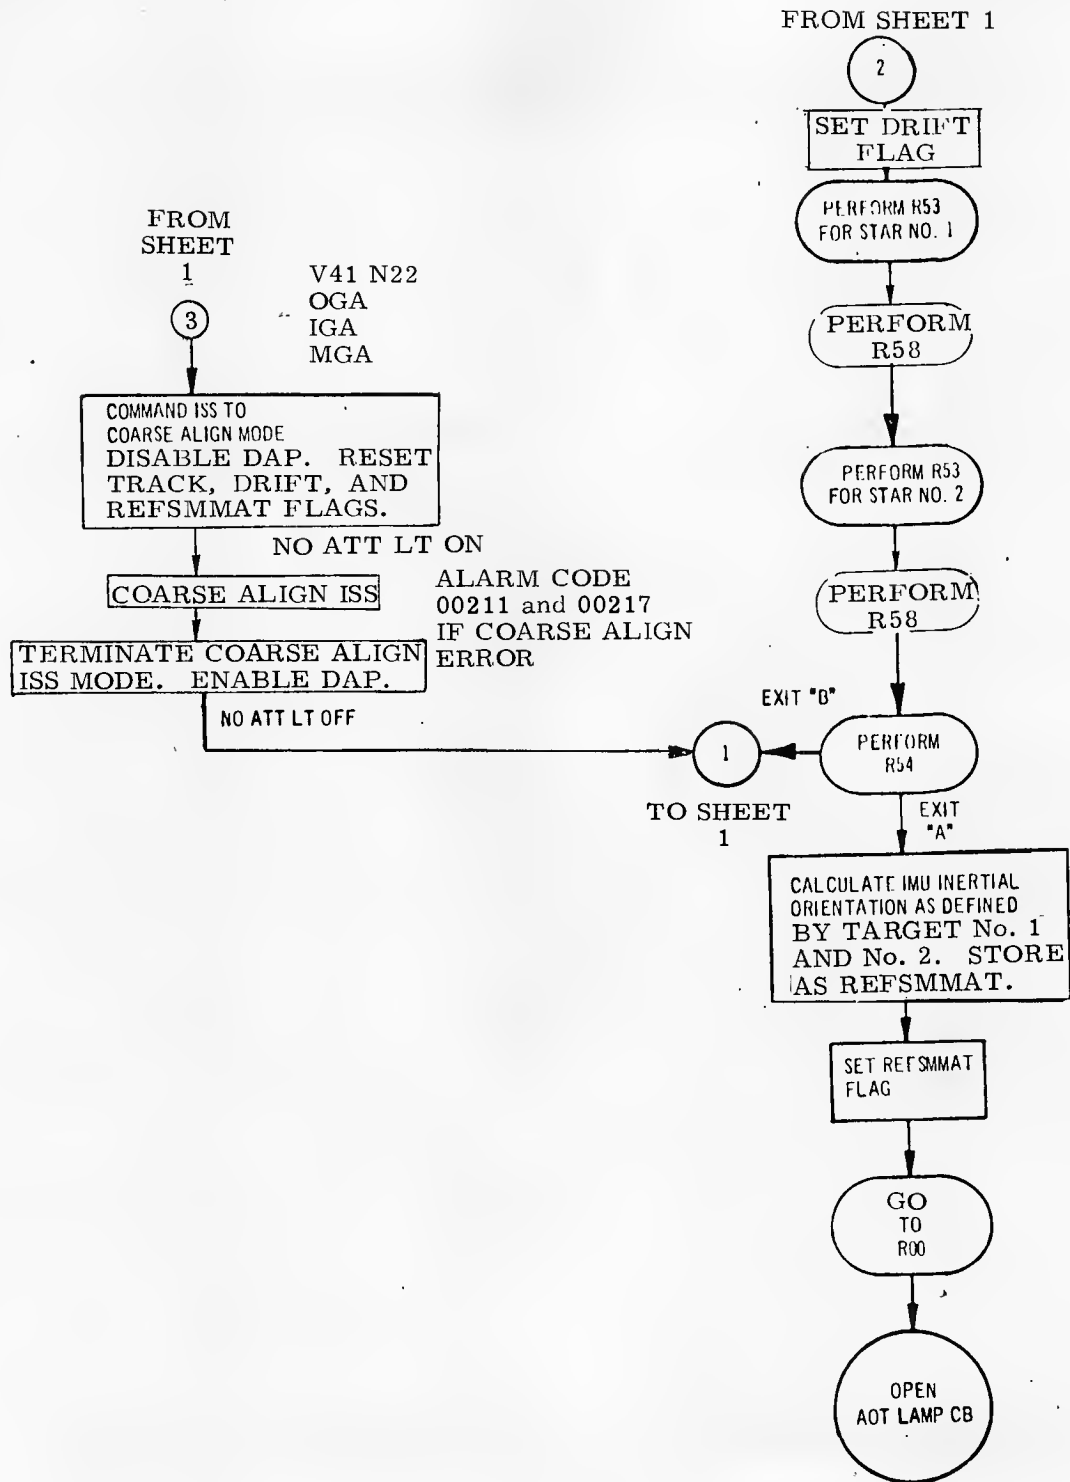 FROM SHEET 1
2
SET DRIFT
FLAG
PERFORM R53
FOR STAR NO. 1
PERFORM
R58
PERFORM R53
FOR STAR NO. 2
PERFORM
R58
EXIT "B"
PERFORM
R54
1
TO SHEET
1
EXIT
"A"
CALCULATE IMU INERTIAL
ORIENTATION AS DEFINED
BY TARGET No. 1
AND No. 2. STORE
AS REFSMMAT.
SET REFSMMAT
FLAG
GO
TO
R00
OPEN
AOT LAMP CB
FROM
SHEET
1
3
V41 N22
OGA
IGA
MGA
COMMAND ISS TO
COARSE ALIGN MODE
DISABLE DAP. RESET
TRACK, DRIFT, AND
REFSMMAT FLAGS.
NO ATT LT ON
COARSE ALIGN ISS
ALARM CODE
00211 and 00217
IF COARSE ALIGN
ERROR
TERMINATE COARSE ALIGN
ISS MODE. ENABLE DAP.
NO ATT LT OFF